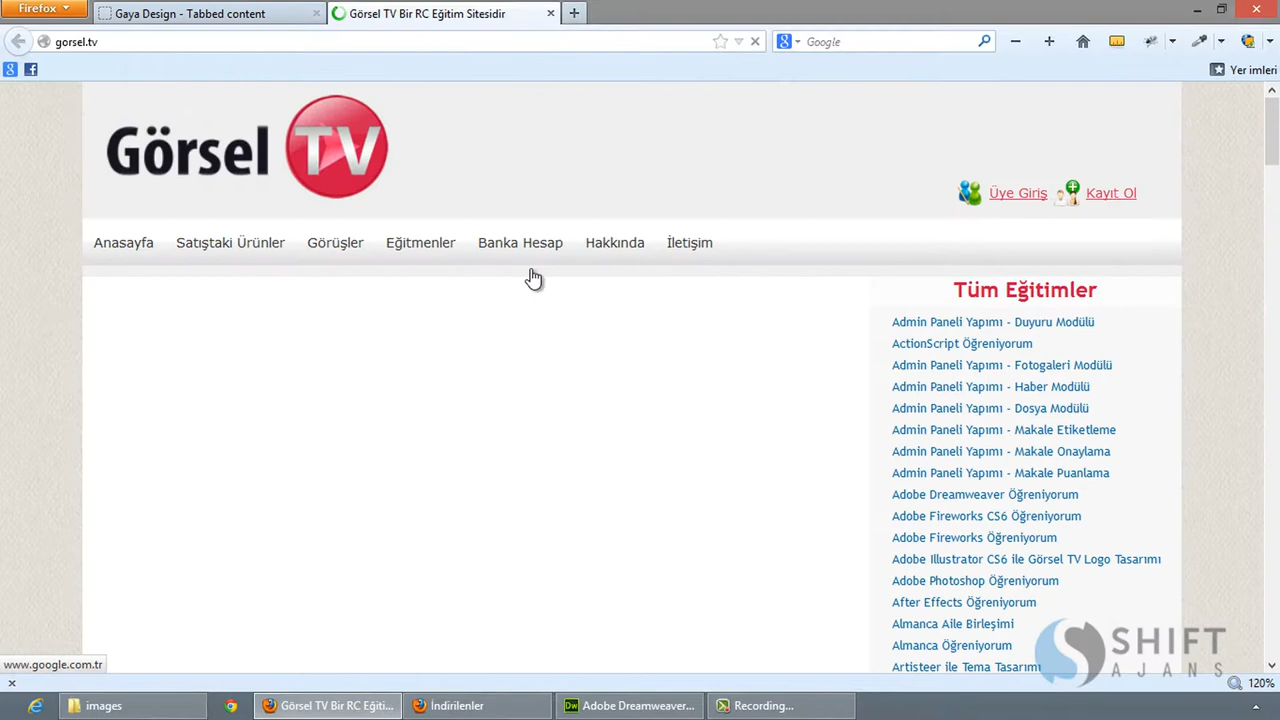 Firefox
Gaya Design - Tabbed content
Görsel TV Bir RC Eğitim Sitesidir
gorsel.tv
Google
Yer imleri
Görsel TV
Üye Giriş
Kayıt Ol
Anasayfa
Satıştaki Ürünler
Görüşler
Eğitmenler
Banka Hesap
Hakkında
İletişim
Tüm Eğitimler
Admin Paneli Yapımı - Duyuru Modülü
ActionScript Öğreniyorum
Admin Paneli Yapımı - Fotogaleri Modülü
Admin Paneli Yapımı - Haber Modülü
Admin Paneli Yapımı - Dosya Modülü
Admin Paneli Yapımı - Makale Etiketleme
Admin Paneli Yapımı - Makale Onaylama
Admin Paneli Yapımı - Makale Puanlama
Adobe Dreamweaver Öğreniyorum
Adobe Fireworks CS6 Öğreniyorum
Adobe Fireworks Öğreniyorum
Adobe Illustrator CS6 ile Görsel TV Logo Tasarımı
Adobe Photoshop Öğreniyorum
After Effects Öğreniyorum
Almanca Aile Birleşimi
Almanca Öğreniyorum
Artisteer ile Tema Tasarımı
SHIFT
AJANS
www.google.com.tr
120%
images
Görsel TV Bir RC Eğiti...
İndirilenler
Dw
Adobe Dreamweaver...
Recording...